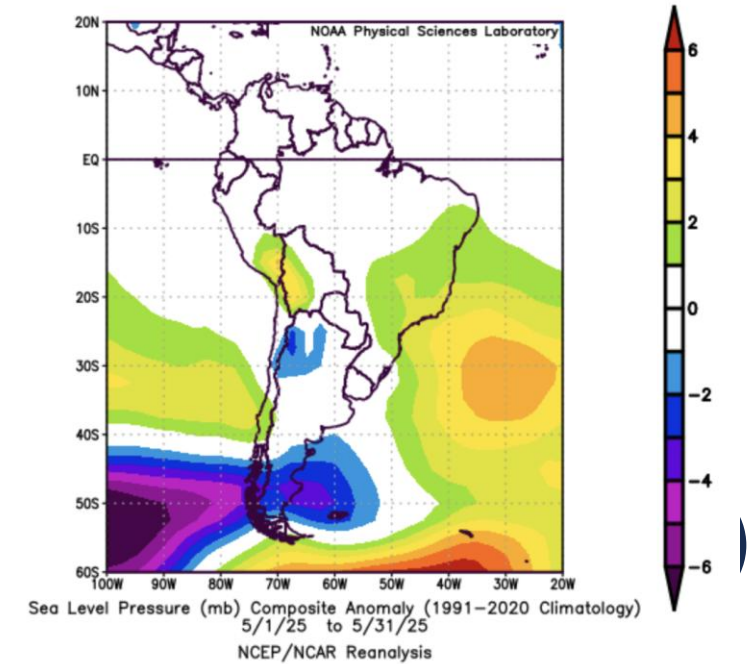 NOAA Physical Sciences Laboratory
20N
10N
EQ
10S
20S
30S
40S
50S
60S
100W 90W 80W 70W 60W 50W 40W 30W 20W
6
4
2
0
−2
−4
−6
Sea Level Pressure (mb) Composite Anomaly (1991−2020 Climatology)
5/1/25 to 5/31/25
NCEP/NCAR Reanalysis